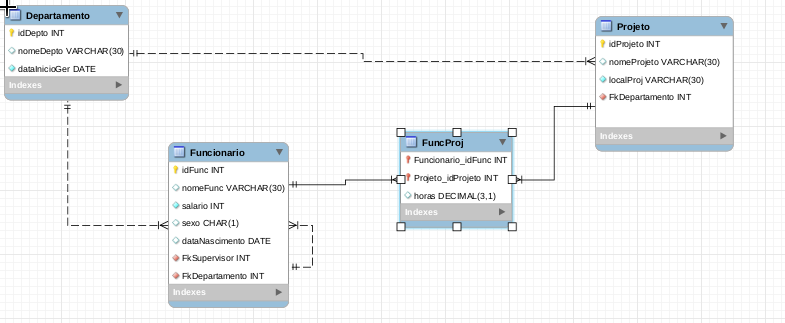 Departamento
idDepto INT
nomeDepto VARCHAR(30)
dataInicioGer DATE
Indexes
Projeto
idProjeto INT
nomeProjeto VARCHAR(30)
localProj VARCHAR(30)
FkDepartamento INT
Indexes
Funcionario
idFunc INT
nomeFunc VARCHAR(30)
salario INT
sexo CHAR(1)
dataNascimento DATE
FkSupervisor INT
FkDepartamento INT
Indexes
FuncProj
Funcionario_idFunc INT
Projeto_idProjeto INT
horas DECIMAL(3,1)
Indexes